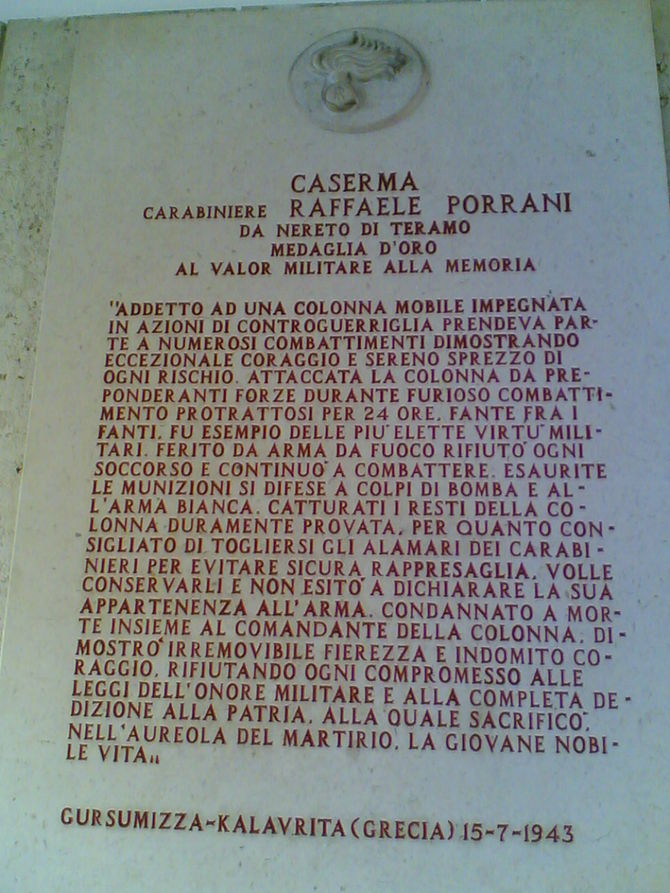 CASERMA
CARABINIERE RAFFAELE PORRANI
DA NERETO DI TERAMO
MEDAGLIA D'ORO
AL VALOR MILITARE ALLA MEMORIA
"ADDETTO AD UNA COLONNA MOBILE IMPEGNATA
IN AZIONI DI CONTROGUERRIGLIA PRENDEVA PAR-
TE A NUMEROSI COMBATTIMENTI DIMOSTRANDO
ECCEZIONALE CORAGGIO E SERENO SPREZZO DI
OGNI RISCHIO. ATTACCATA LA COLONNA DA PRE-
PONDERANTI FORZE DURANTE FURIOSO COMBATTI-
MENTO PROTRATTOSI PER 24 ORE, FANTE FRA I
FANTI, FU ESEMPIO DELLE PIU' ELETTE VIRTU' MILI-
TARI. FERITO DA ARMA DA FUOCO RIFIUTO' OGNI
SOCCORSO E CONTINUO' A COMBATTERE. ESAURITE
LE MUNIZIONI SI DIFESE A COLPI DI BOMBA E AL-
L'ARMA BIANCA. CATTURATI I RESTI DELLA CO-
LONNA DURAMENTE PROVATA, PER QUANTO CON-
SIGLIATO DI TOGLIERSI GLI ALAMARI DEI CARABI-
NIERI PER EVITARE SICURA RAPPRESAGLIA, VOLLE
CONSERVARLI E NON ESITO' A DICHIARARE LA SUA
APPARTENENZA ALL'ARMA. CONDANNATO A MOR-
TE INSIEME AL COMANDANTE DELLA COLONNA, DI-
MOSTRO' IRREMOVIBILE FIEREZZA E INDOMITO CO-
RAGGIO, RIFIUTANDO OGNI COMPROMESSO ALLE
LEGGI DELL'ONORE MILITARE E ALLA COMPLETA DE-
DIZIONE ALLA PATRIA, ALLA QUALE SACRIFICO',
NELL'AUREOLA DEL MARTIRIO, LA GIOVANE NOBI-
LE VITA„
GURSUMIZZA-KALAVRITA (GRECIA) 15-7-1943